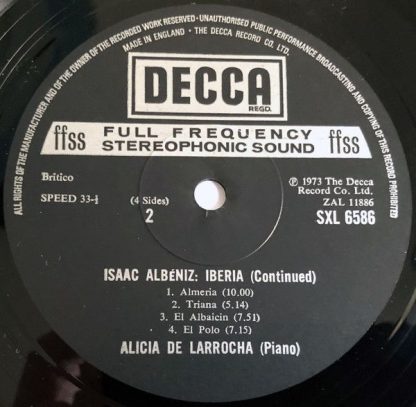 ALL RIGHTS OF THE MANUFACTURER AND OF THE OWNER OF THE RECORDED WORK RESERVED · UNAUTHORISED PUBLIC PERFORMANCE BROADCASTING AND COPYING OF THIS RECORD PROHIBITED
MADE IN ENGLAND · THE DECCA RECORD CO. LTD.
DECCA
REGD.
ffss FULL FREQUENCY STEREOPHONIC SOUND ffss
Britico
SPEED 33-⅓
(4 Sides)
2
Ⓟ 1973 The Decca
Record Co. Ltd.
ZAL 11886
SXL 6586
ISAAC ALBÉNIZ: IBERIA (Continued)
1. Almeria (10.00)
2. Triana (5.14)
3. El Albaicin (7.51)
4. El Polo (7.15)
ALICIA DE LARROCHA (Piano)